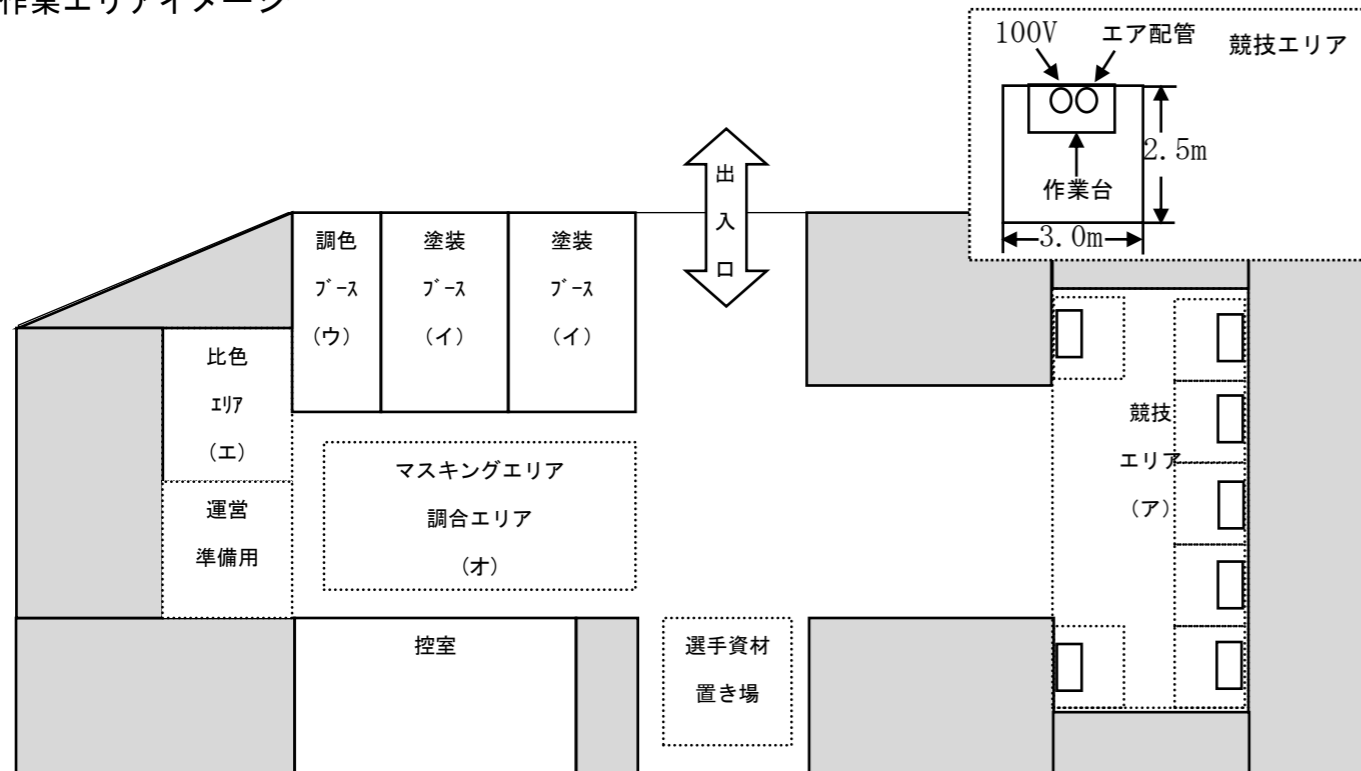 作業エリアイメージ
100V
エア配管
競技エリア
2.5m
作業台
3.0m
出
入
口
調色
ﾌﾞｰｽ
(ウ)
塗装
ﾌﾞｰｽ
(イ)
塗装
ﾌﾞｰｽ
(イ)
比色
ｴﾘｱ
(エ)
運営
準備用
マスキングエリア
調合エリア
(オ)
競技
エリア
(ア)
控室
選手資材
置き場